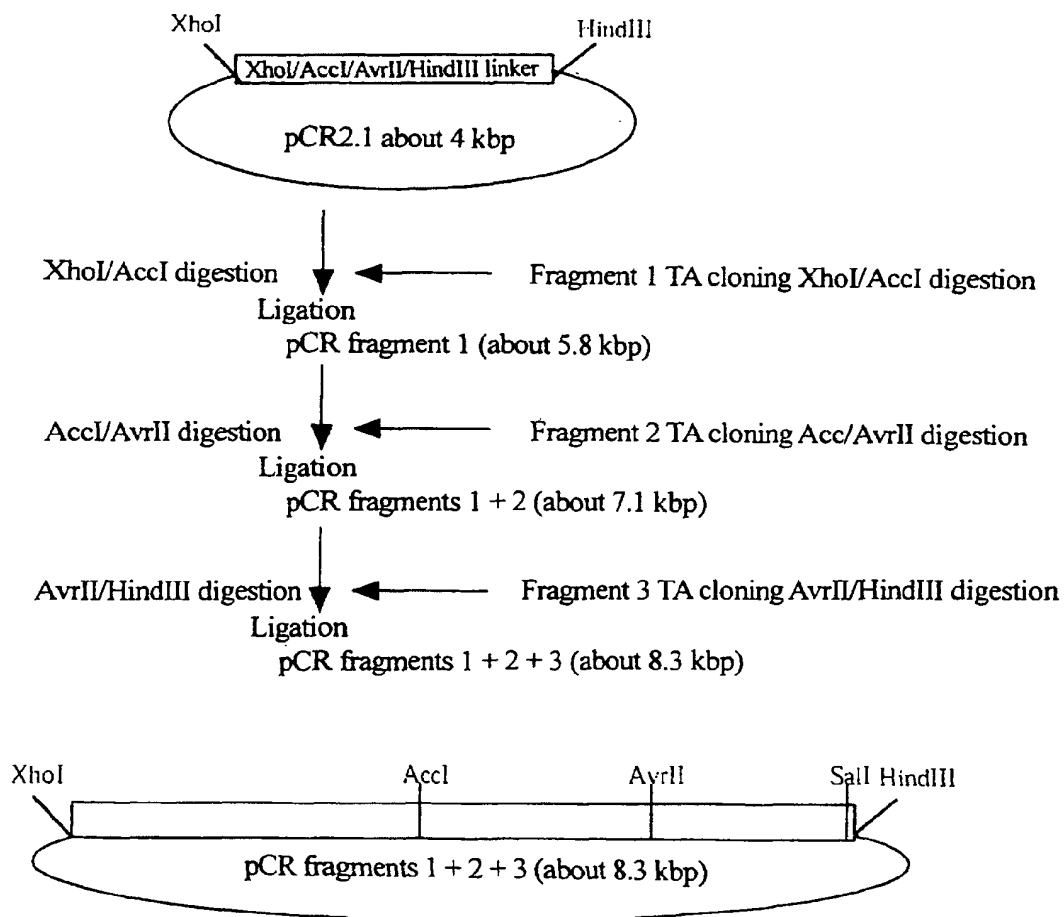 XhoI HindIII
XhoI/AccI/AvrII/HindIII linker
pCR2.1 about 4 kbp
XhoI/AccI digestion Fragment 1 TA cloning XhoI/AccI digestion
Ligation
pCR fragment 1 (about 5.8 kbp)
AccI/AvrII digestion Fragment 2 TA cloning Acc/AvrII digestion
Ligation
pCR fragments 1 + 2 (about 7.1 kbp)
AvrII/HindIII digestion Fragment 3 TA cloning AvrII/HindIII digestion
Ligation
pCR fragments 1 + 2 + 3 (about 8.3 kbp)
XhoI AccI AvrII SalI HindIII
pCR fragments 1 + 2 + 3 (about 8.3 kbp)